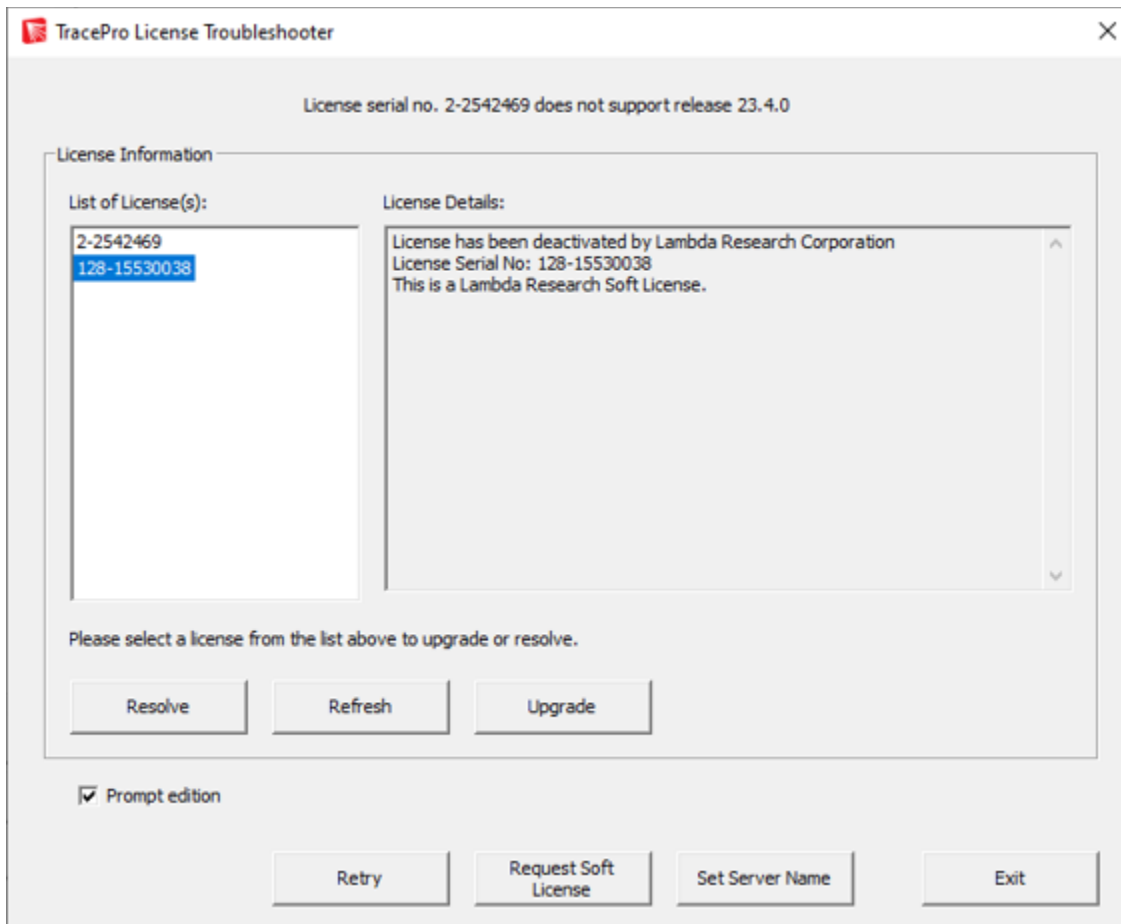 TracePro License Troubleshooter
License serial no. 2-2542469 does not support release 23.4.0
License Information
List of License(s):
License Details:
2-2542469
128-15530038
License has been deactivated by Lambda Research Corporation
License Serial No: 128-15530038
This is a Lambda Research Soft License.
Please select a license from the list above to upgrade or resolve.
Resolve
Refresh
Upgrade
Prompt edition
Retry
Request Soft
License
Set Server Name
Exit